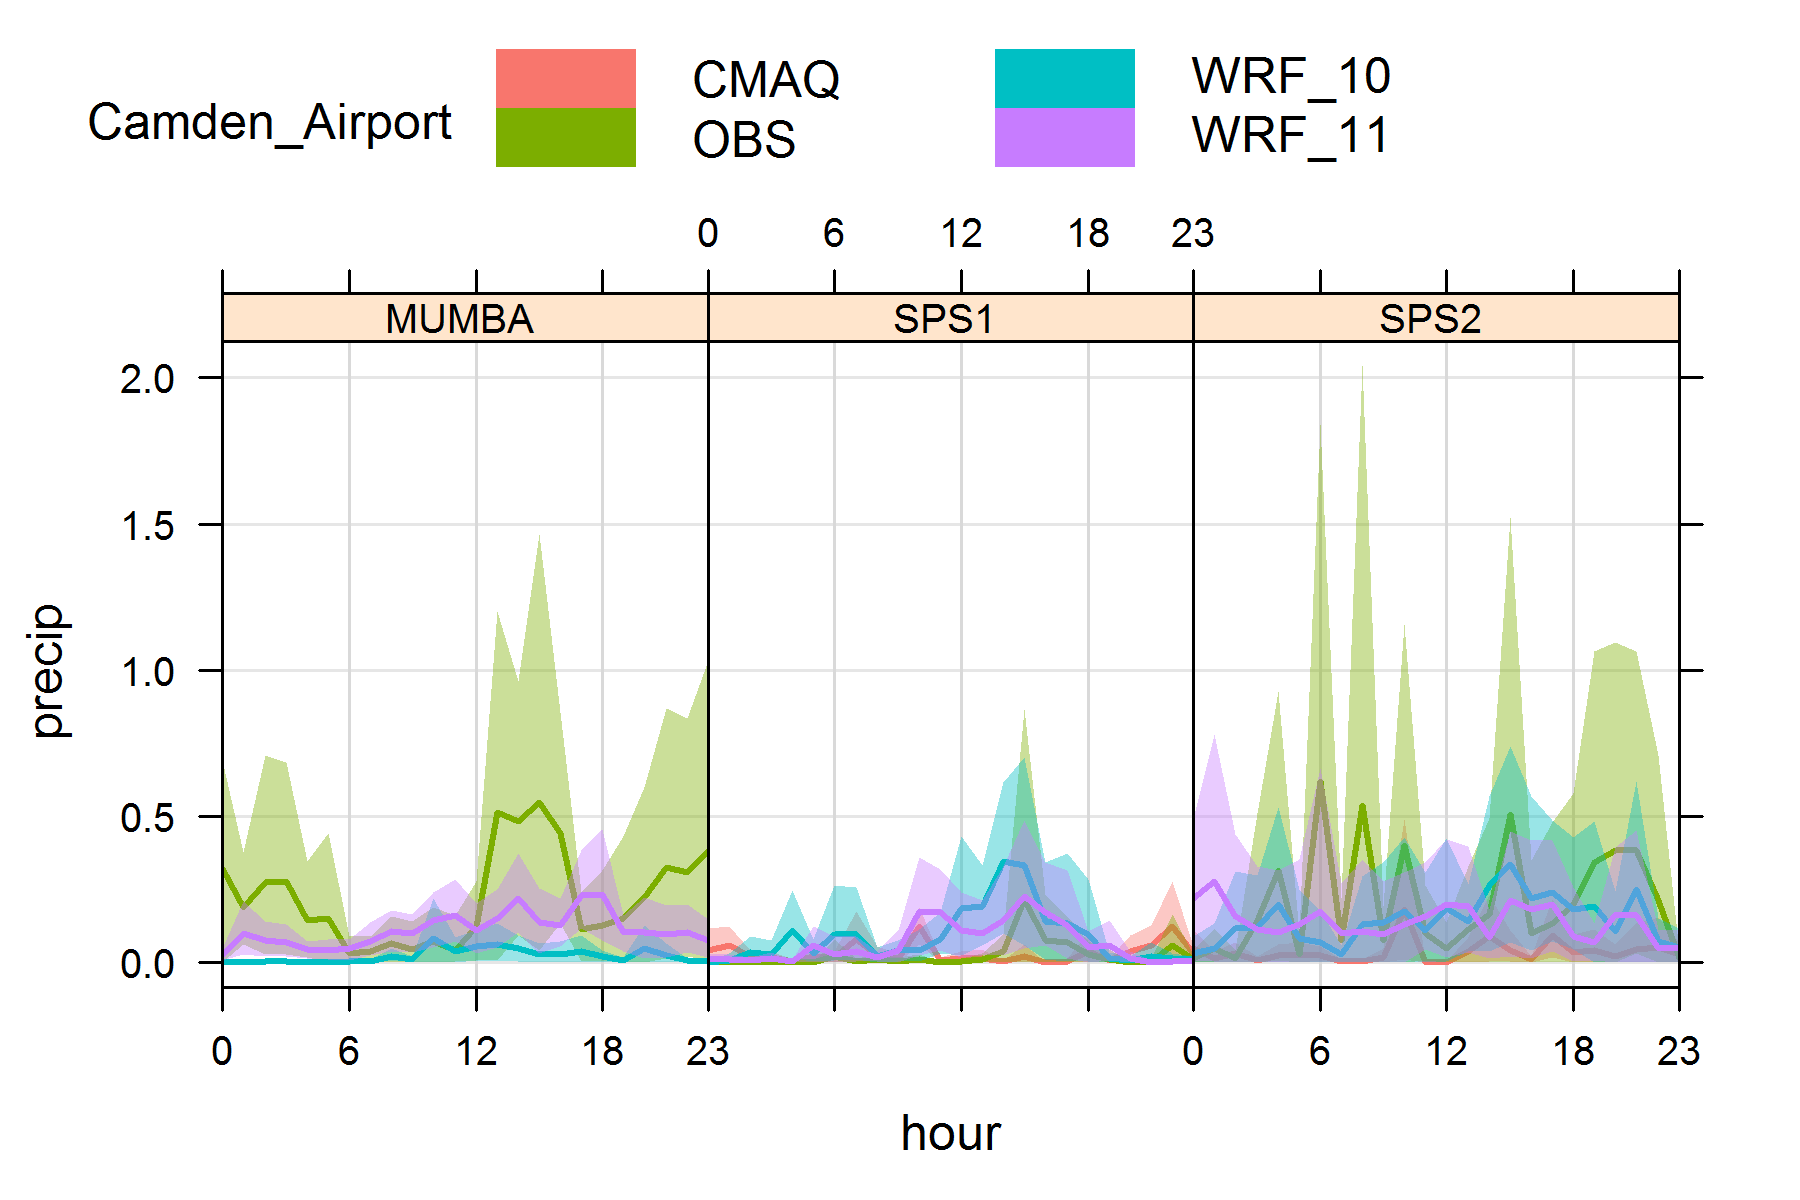 Camden_Airport
CMAQ
OBS
WRF_10
WRF_11
0 6 12 18 23
MUMBA SPS1 SPS2
2.0
1.5
1.0
0.5
0.0
precip
0 6 12 18 23 0 6 12 18 23
hour